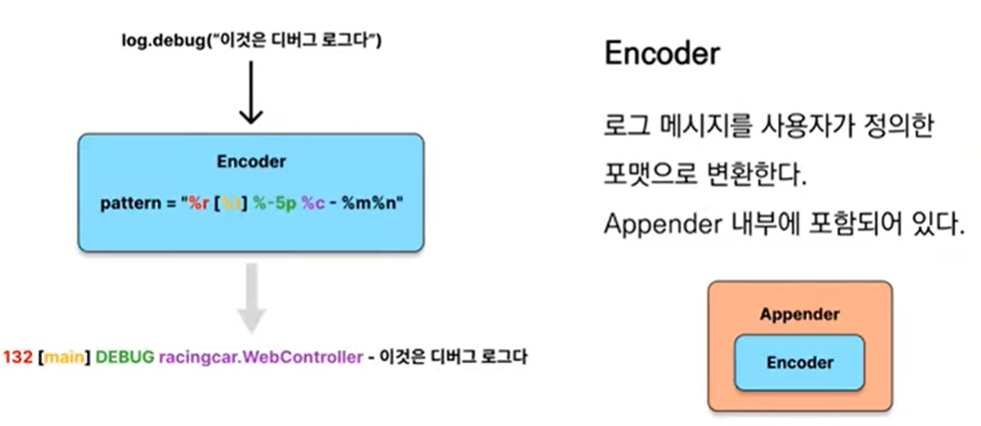 log.debug("이것은 디버그 로그다")
Encoder
pattern = "%r [%t] %-5p %c - %m%n"
132 [main] DEBUG racingcar.WebController - 이것은 디버그 로그다
Encoder
로그 메시지를 사용자가 정의한
포맷으로 변환한다.
Appender 내부에 포함되어 있다.
Appender
Encoder